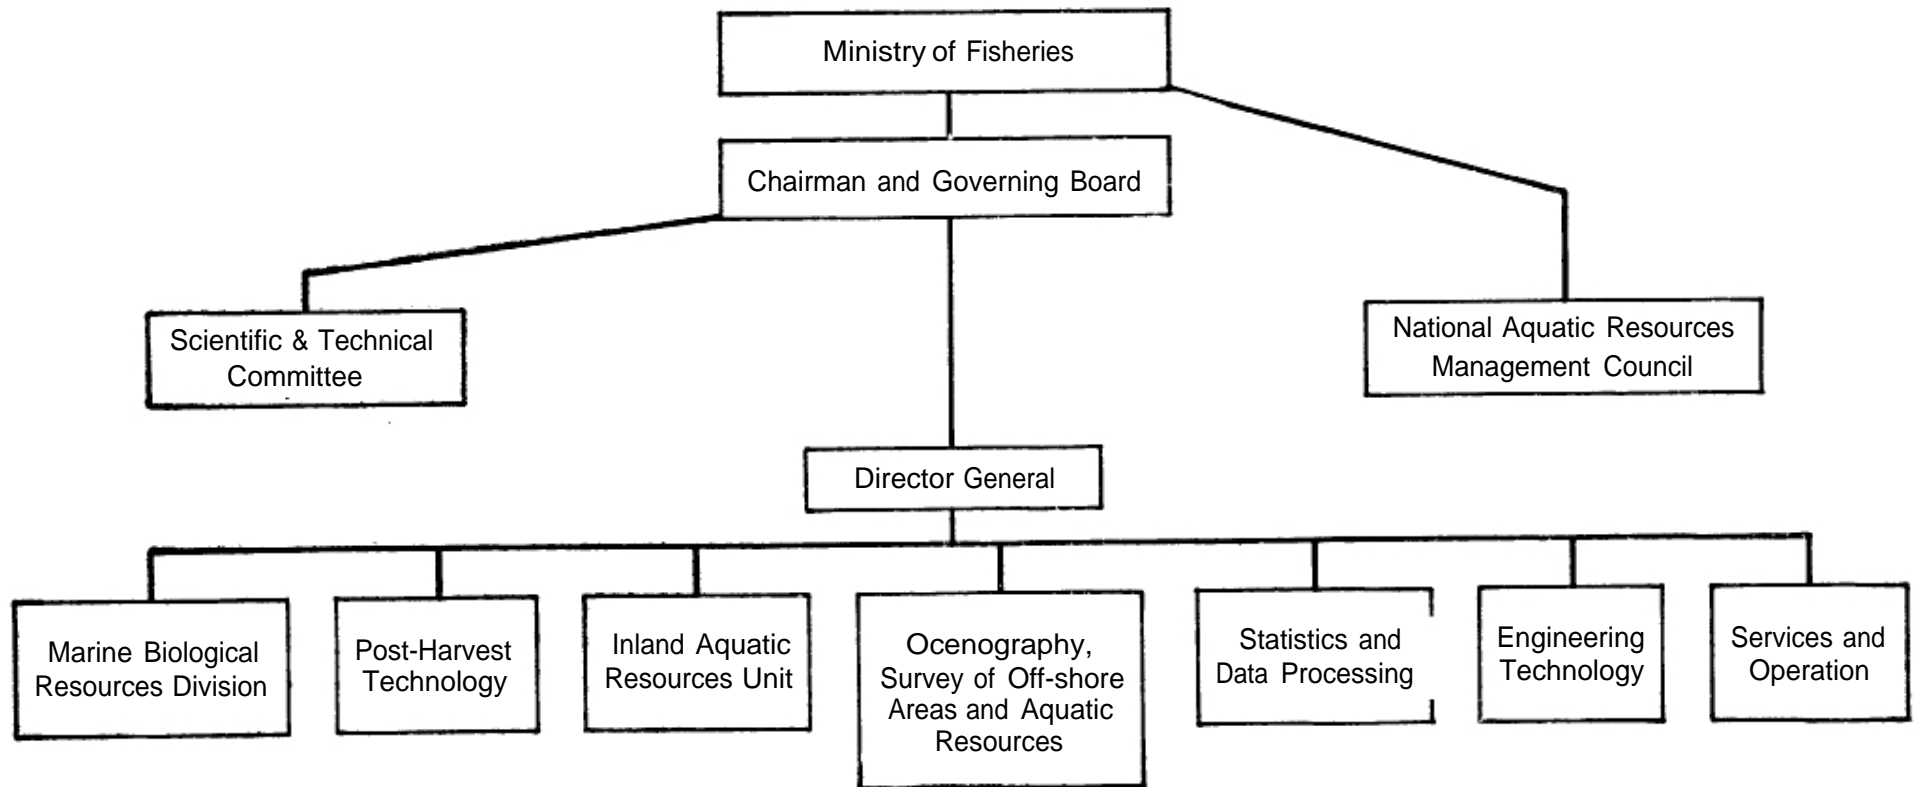 Ministry of Fisheries
Chairman and Governing Board
Scientific & Technical
Committee
National Aquatic Resources
Management Council
Director General
Marine Biological
Resources Division
Post-Harvest
Technology
Inland Aquatic
Resources Unit
Ocenography,
Survey of Off-shore
Areas and Aquatic
Resources
Statistics and
Data Processing
Engineering
Technology
Services and
Operation